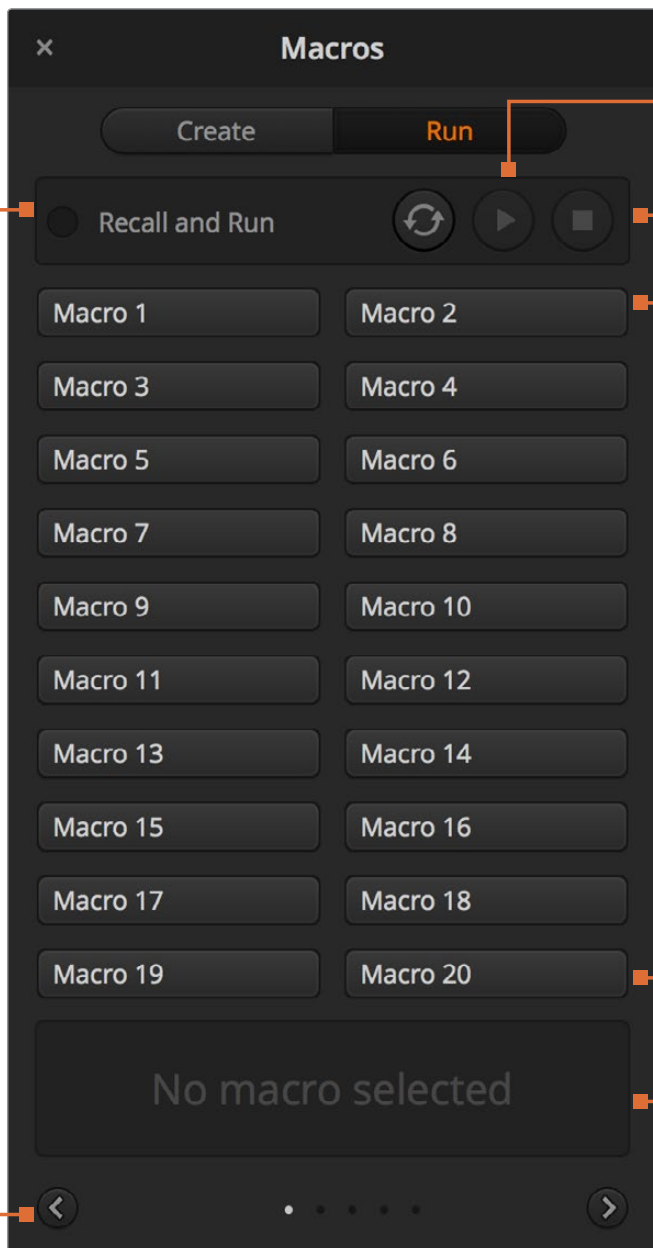 Macros
Create Run
Recall and Run
Macro 1 Macro 2
Macro 3 Macro 4
Macro 5 Macro 6
Macro 7 Macro 8
Macro 9 Macro 10
Macro 11 Macro 12
Macro 13 Macro 14
Macro 15 Macro 16
Macro 17 Macro 18
Macro 19 Macro 20
No macro selected